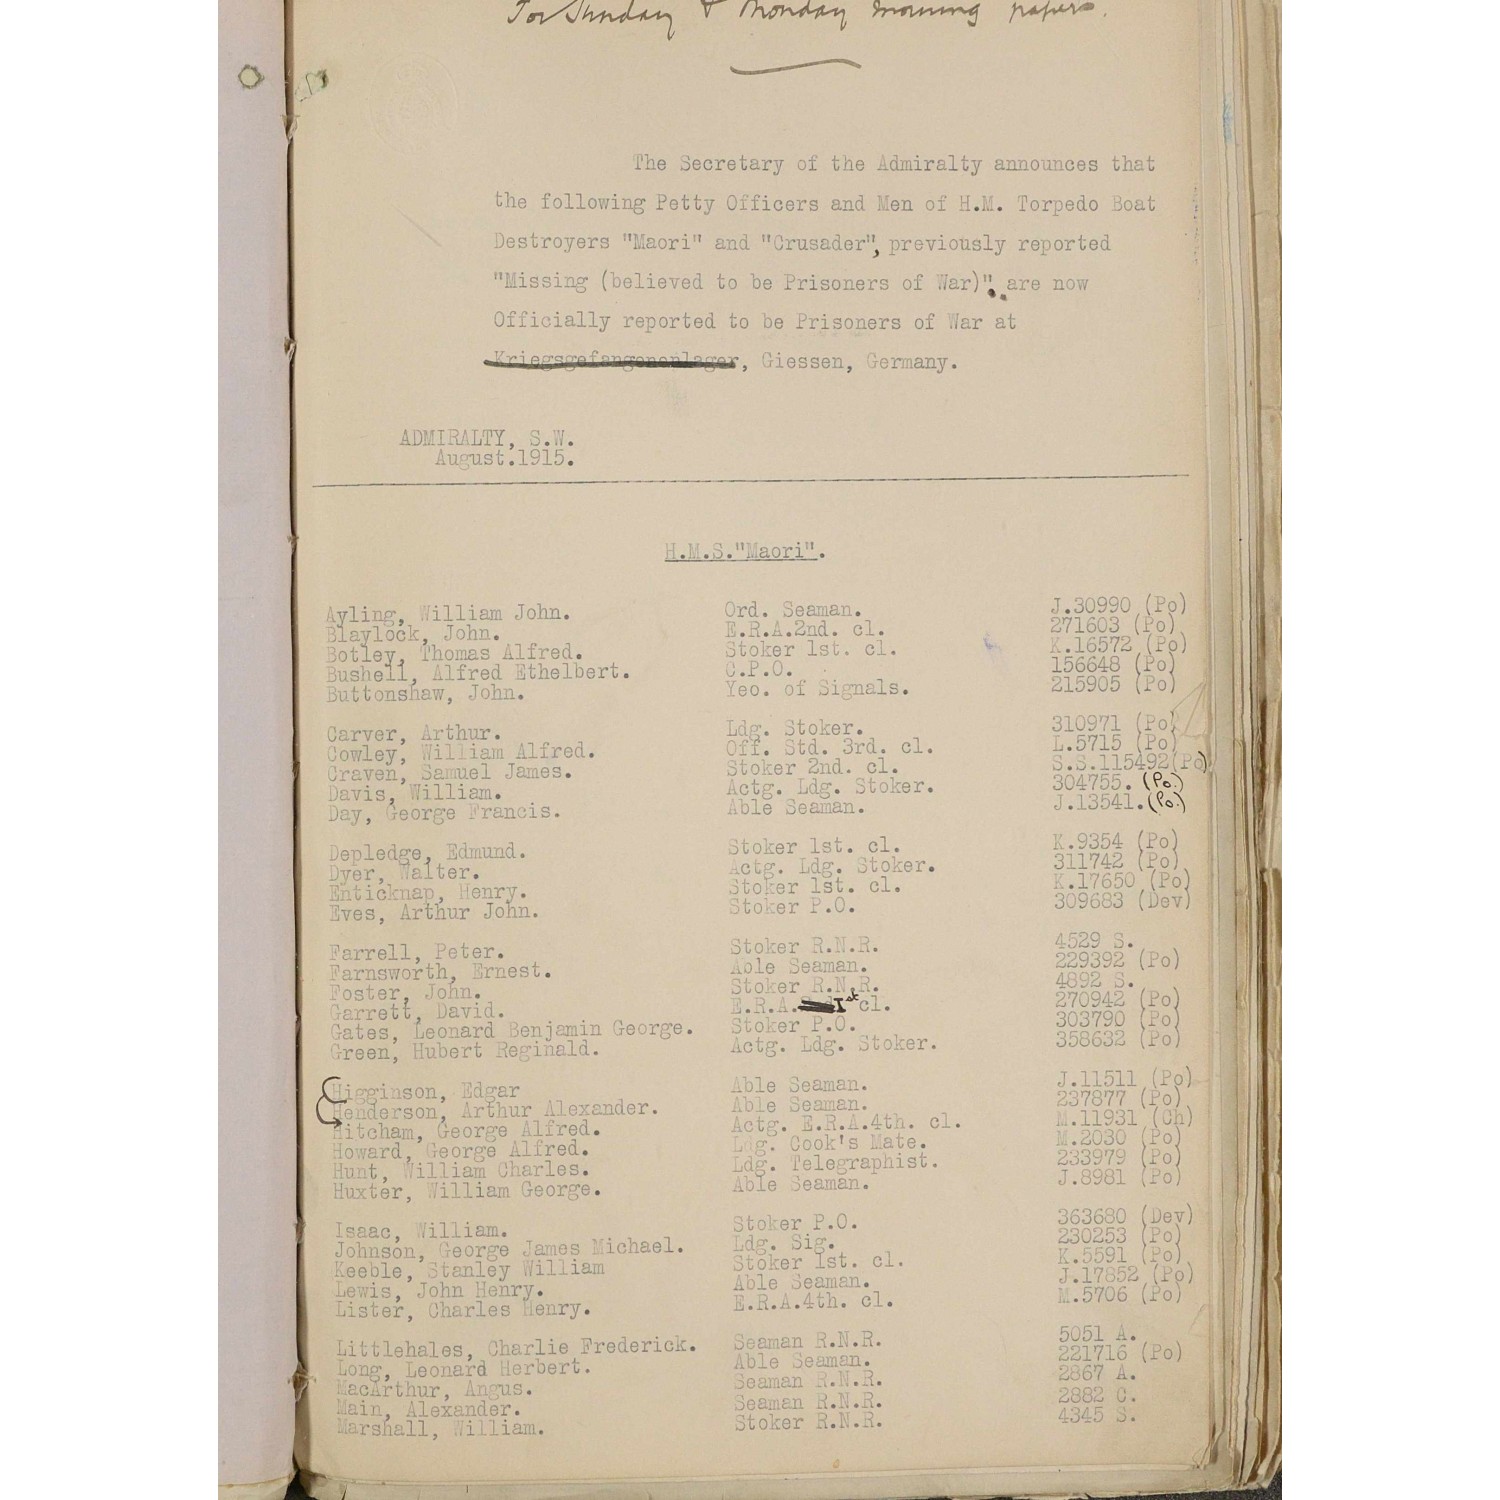 For Sunday & Monday morning papers.
The Secretary of the Admiralty announces that
the following Petty Officers and Men of H.M. Torpedo Boat
Destroyers "Maori" and "Crusader", previously reported
"Missing (believed to be Prisoners of War)", are now
Officially reported to be Prisoners of War at
Kriegsgefangenenlager, Giessen, Germany.
ADMIRALTY, S.W.
August.1915.
H.M.S."Maori".
Ayling, William John. Ord. Seaman. J.30990 (Po)
Blaylock, John. E.R.A.2nd. cl. 271603 (Po)
Botley, Thomas Alfred. Stoker 1st. cl. K.16572 (Po)
Bushell, Alfred Ethelbert. C.P.O. 156648 (Po)
Buttonshaw, John. Yeo. of Signals. 215905 (Po)
Carver, Arthur. Ldg. Stoker. 310971 (Po)
Cowley, William Alfred. Off. Std. 3rd. cl. L.5715 (Po)
Craven, Samuel James. Stoker 2nd. cl. S.S.115492(Po)
Davis, William. Actg. Ldg. Stoker. 304755. (Po.)
Day, George Francis. Able Seaman. J.13541. (Po.)
Depledge, Edmund. Stoker 1st. cl. K.9354 (Po)
Dyer, Walter. Actg. Ldg. Stoker. 311742 (Po)
Enticknap, Henry. Stoker 1st. cl. K.17650 (Po)
Eves, Arthur John. Stoker P.O. 309683 (Dev)
Farrell, Peter. Stoker R.N.R. 4529 S.
Farnsworth, Ernest. Able Seaman. 229392 (Po)
Foster, John. Stoker R.N.R. 4892 S.
Garrett, David. E.R.A. 1st cl. 270942 (Po)
Gates, Leonard Benjamin George. Stoker P.O. 303790 (Po)
Green, Hubert Reginald. Actg. Ldg. Stoker. 358632 (Po)
Higginson, Edgar Able Seaman. J.11511 (Po)
Henderson, Arthur Alexander. Able Seaman. 237877 (Po)
Hitcham, George Alfred. Actg. E.R.A.4th. cl. M.11931 (Ch)
Howard, George Alfred. Ldg. Cook's Mate. M.2030 (Po)
Hunt, William Charles. Ldg. Telegraphist. 233979 (Po)
Huxter, William George. Able Seaman. J.8981 (Po)
Isaac, William. Stoker P.O. 363680 (Dev)
Johnson, George James Michael. Ldg. Sig. 230253 (Po)
Keeble, Stanley William Stoker 1st. cl. K.5591 (Po)
Lewis, John Henry. Able Seaman. J.17852 (Po)
Lister, Charles Henry. E.R.A.4th. cl. M.5706 (Po)
Littlehales, Charlie Frederick. Seaman R.N.R. 5051 A.
Long, Leonard Herbert. Able Seaman. 221716 (Po)
MacArthur, Angus. Seaman R.N.R. 2867 A.
Main, Alexander. Seaman R.N.R. 2882 C.
Marshall, William. Stoker R.N.R. 4345 S.